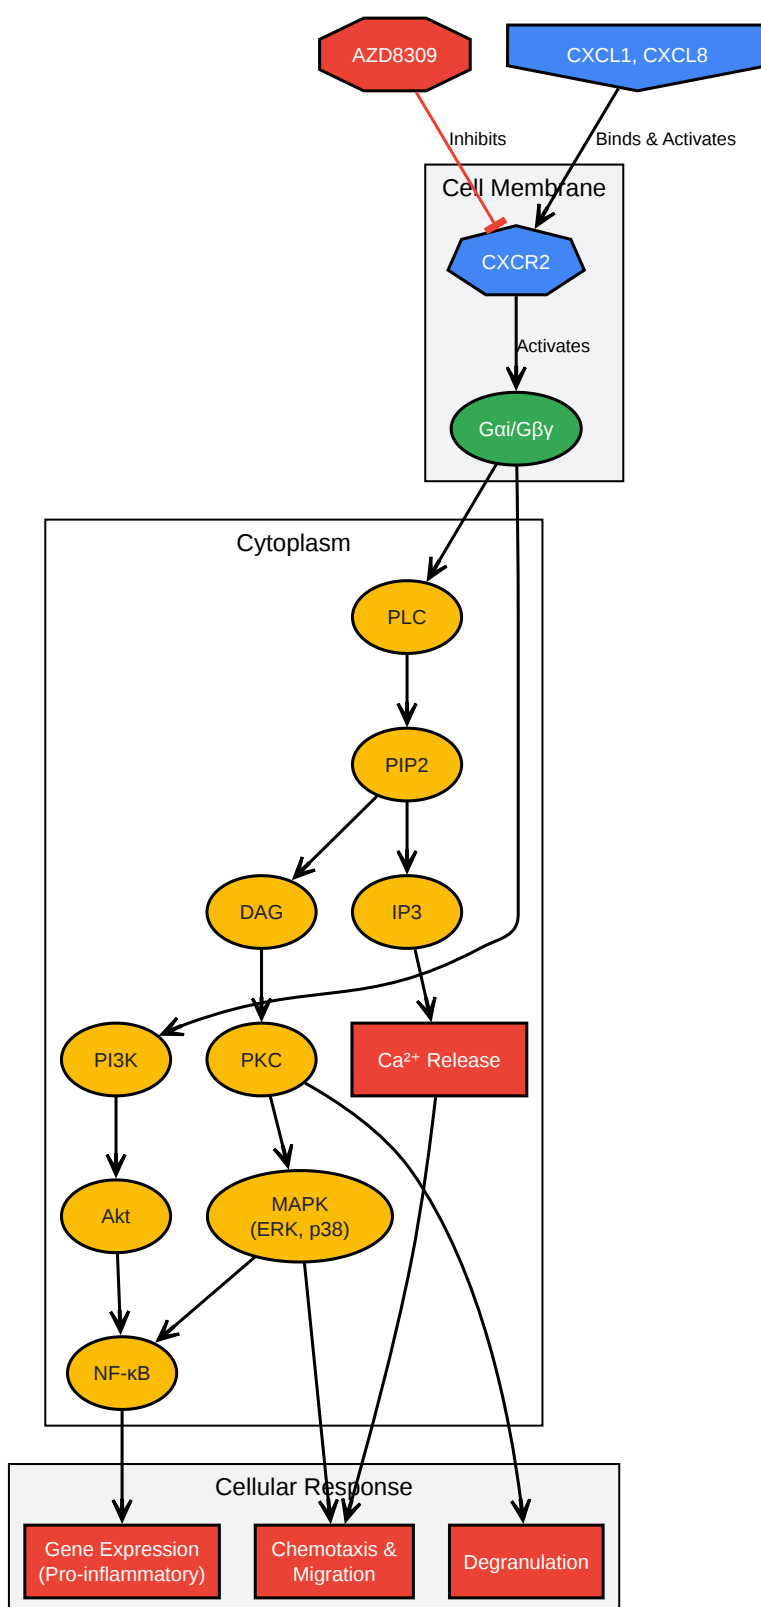 AZD8309
CXCL1, CXCL8
Inhibits
Binds & Activates
Cell Membrane
CXCR2
Activates
Gαi/Gβγ
Cytoplasm
PLC
PIP2
DAG
IP3
PI3K
PKC
Ca²⁺ Release
Akt
MAPK
(ERK, p38)
NF-κB
Cellular Response
Gene Expression
(Pro-inflammatory)
Chemotaxis &
Migration
Degranulation